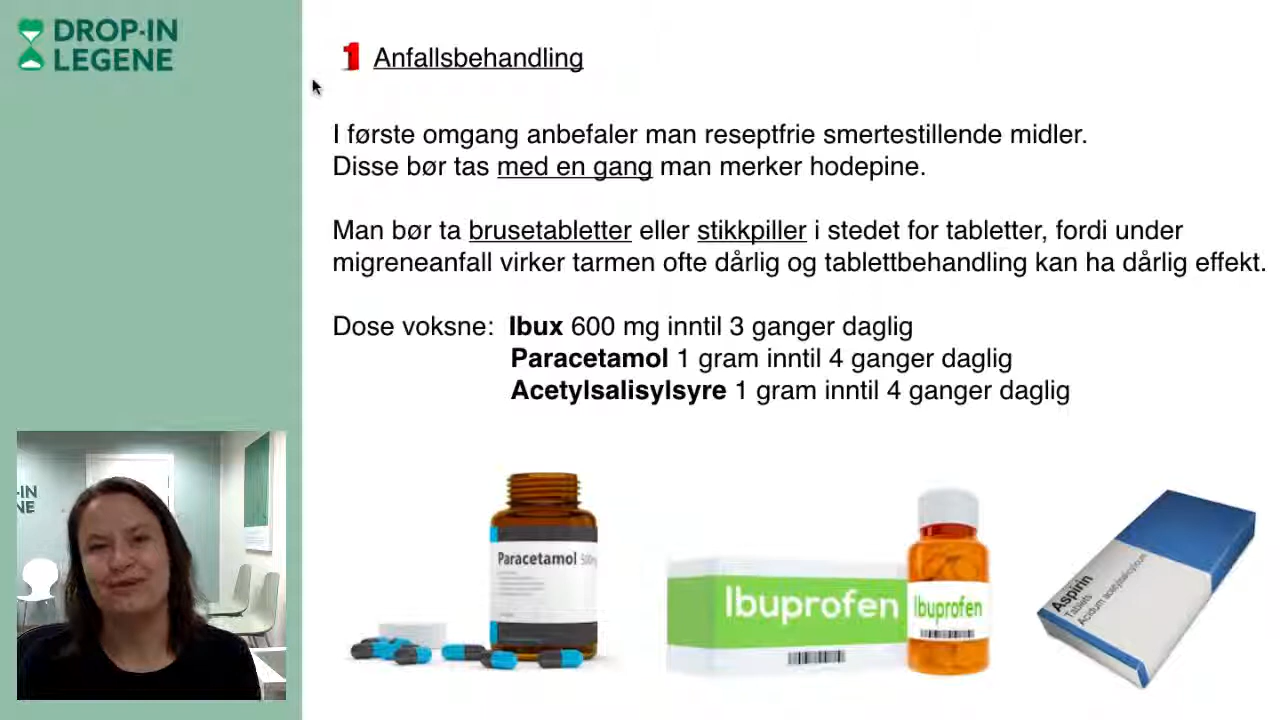 DROP-IN
LEGENE
1 Anfallsbehandling
I første omgang anbefaler man reseptfrie smertestillende midler.
Disse bør tas med en gang man merker hodepine.
Man bør ta brusetabletter eller stikkpiller i stedet for tabletter, fordi under
migreneanfall virker tarmen ofte dårlig og tablettbehandling kan ha dårlig effekt.
Dose voksne: Ibux 600 mg inntil 3 ganger daglig
Paracetamol 1 gram inntil 4 ganger daglig
Acetylsalisylsyre 1 gram inntil 4 ganger daglig
-IN
NE
Paracetamol
Ibuprofen
Ibuprofen
Aspirin
Tablets